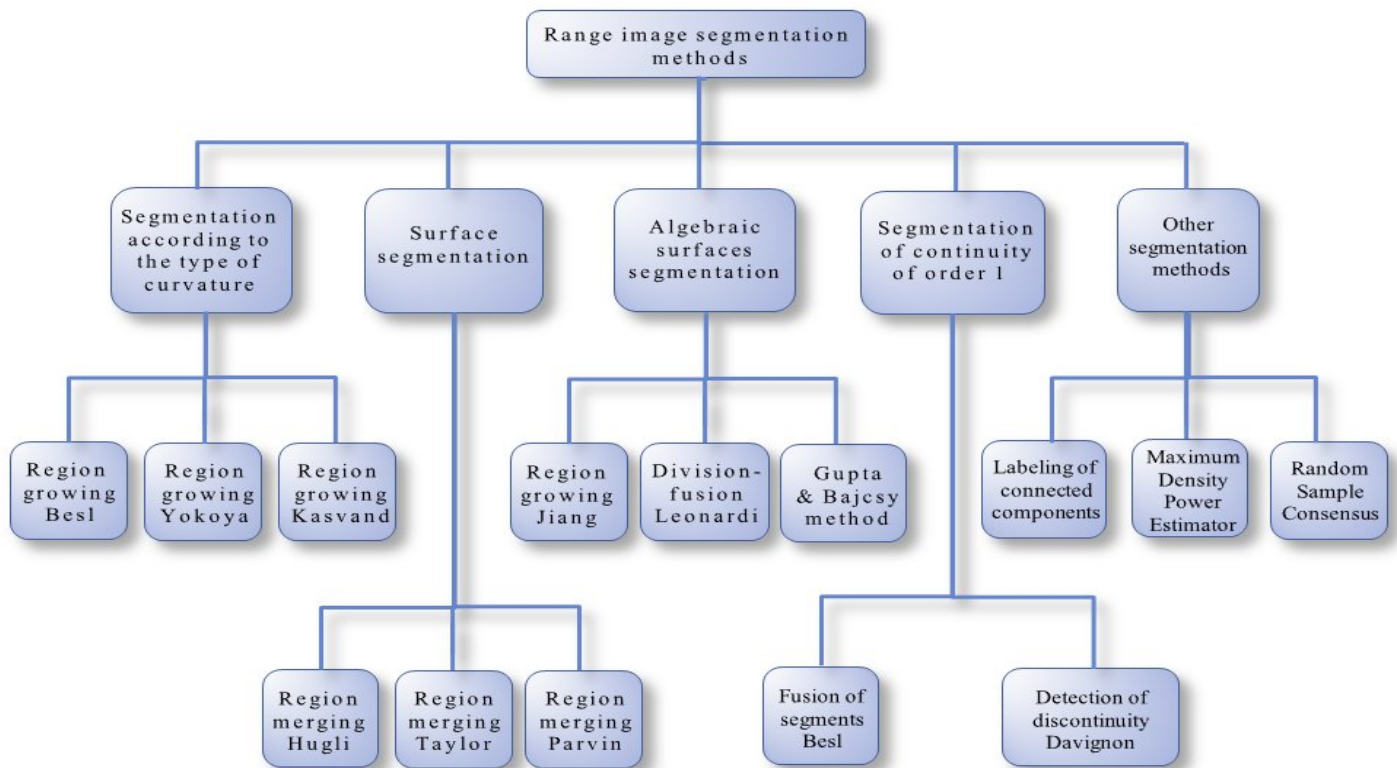 Range image segmentation
methods
Segmentation
according to
the type of
curvature
Surface
segmentation
Algebraic
surfaces
segmentation
Segmentation
of continuity
of order 1
Other
segmentation
methods
Region
growing
Besl
Region
growing
Yokoya
Region
growing
Kasvand
Region
growing
Jiang
Division-
fusion
Leonardi
Gupta
& Bajcsy
method
Labeling of
connected
components
Maximum
Density
Power
Estimator
Random
Sample
Consensus
Region
merging
Hugli
Region
merging
Taylor
Region
merging
Parvin
Fusion of
segments
Besl
Detection of
discontinuity
Davignon